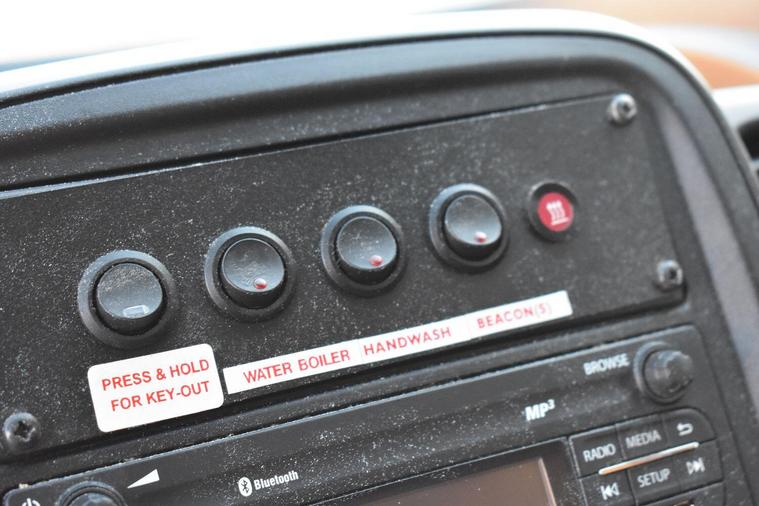 PRESS & HOLD
FOR KEY-OUT
WATER BOILER
HANDWASH
BEACON(S)
BROWSE
MP3
RADIO
MEDIA
SETUP
Bluetooth